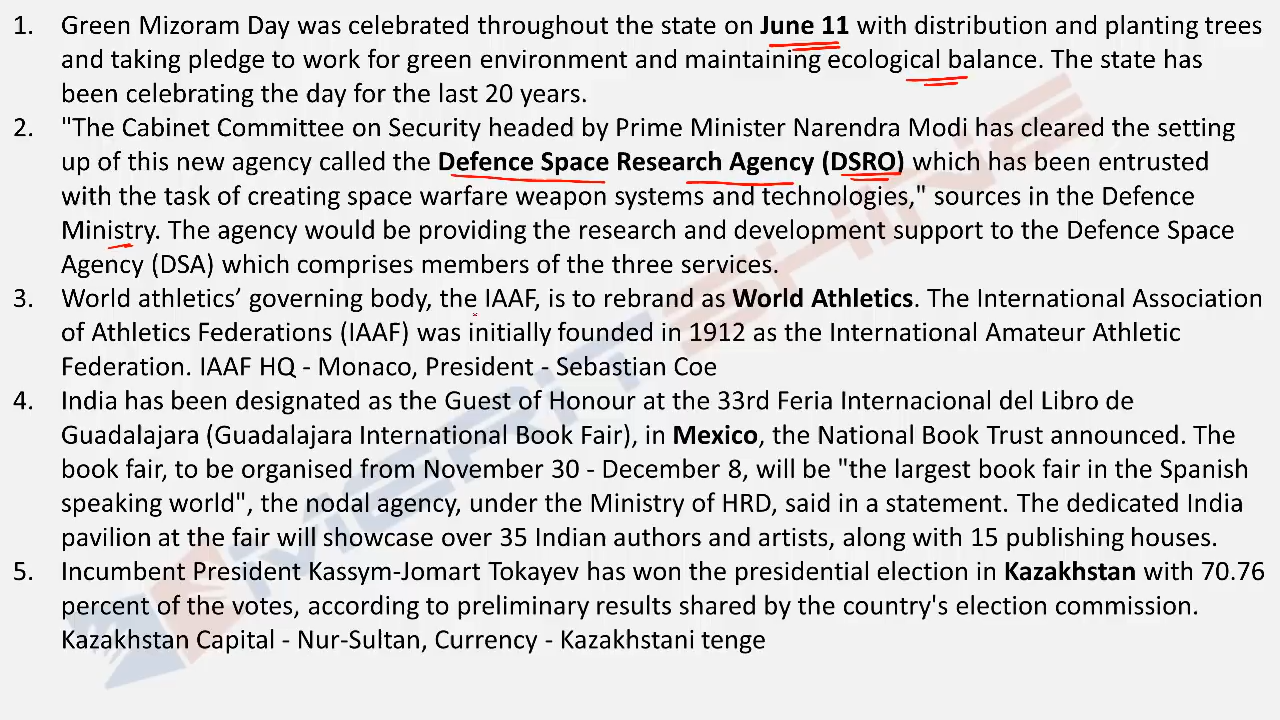 1. Green Mizoram Day was celebrated throughout the state on June 11 with distribution and planting trees
and taking pledge to work for green environment and maintaining ecological balance. The state has
been celebrating the day for the last 20 years.
2. "The Cabinet Committee on Security headed by Prime Minister Narendra Modi has cleared the setting
up of this new agency called the Defence Space Research Agency (DSRO) which has been entrusted
with the task of creating space warfare weapon systems and technologies," sources in the Defence
Ministry. The agency would be providing the research and development support to the Defence Space
Agency (DSA) which comprises members of the three services.
3. World athletics’ governing body, the IAAF, is to rebrand as World Athletics. The International Association
of Athletics Federations (IAAF) was initially founded in 1912 as the International Amateur Athletic
Federation. IAAF HQ - Monaco, President - Sebastian Coe
4. India has been designated as the Guest of Honour at the 33rd Feria Internacional del Libro de
Guadalajara (Guadalajara International Book Fair), in Mexico, the National Book Trust announced. The
book fair, to be organised from November 30 - December 8, will be "the largest book fair in the Spanish
speaking world", the nodal agency, under the Ministry of HRD, said in a statement. The dedicated India
pavilion at the fair will showcase over 35 Indian authors and artists, along with 15 publishing houses.
5. Incumbent President Kassym-Jomart Tokayev has won the presidential election in Kazakhstan with 70.76
percent of the votes, according to preliminary results shared by the country's election commission.
Kazakhstan Capital - Nur-Sultan, Currency - Kazakhstani tenge
MERIT SHINE